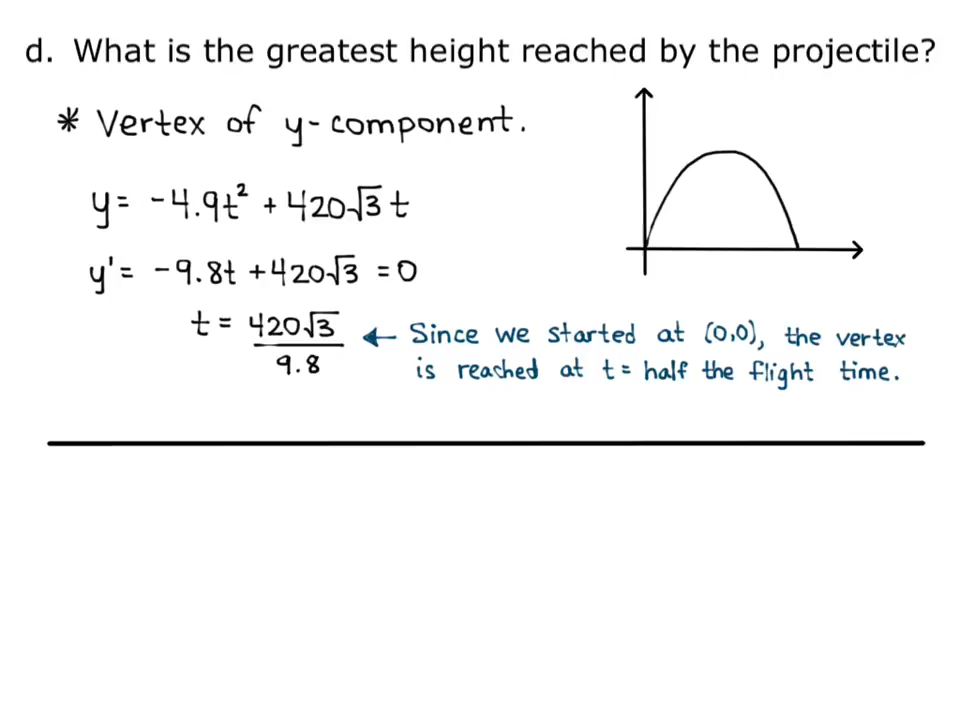 d. What is the greatest height reached by the projectile?
* Vertex of y-component.
y = -4.9t² + 420√3 t
y' = -9.8t + 420√3 = 0
t = 420√3 / 9.8
← Since we started at (0,0), the vertex
is reached at t = half the flight time.